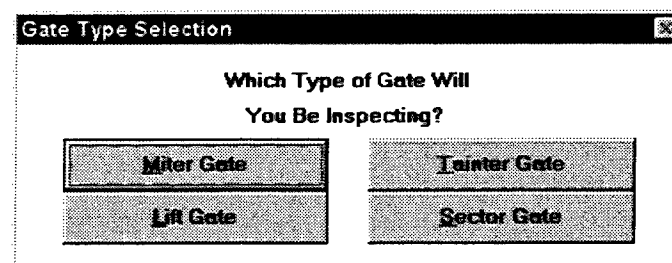 Gate Type Selection
Which Type of Gate Will
You Be Inspecting?
Miter Gate
Tainter Gate
Lift Gate
Sector Gate